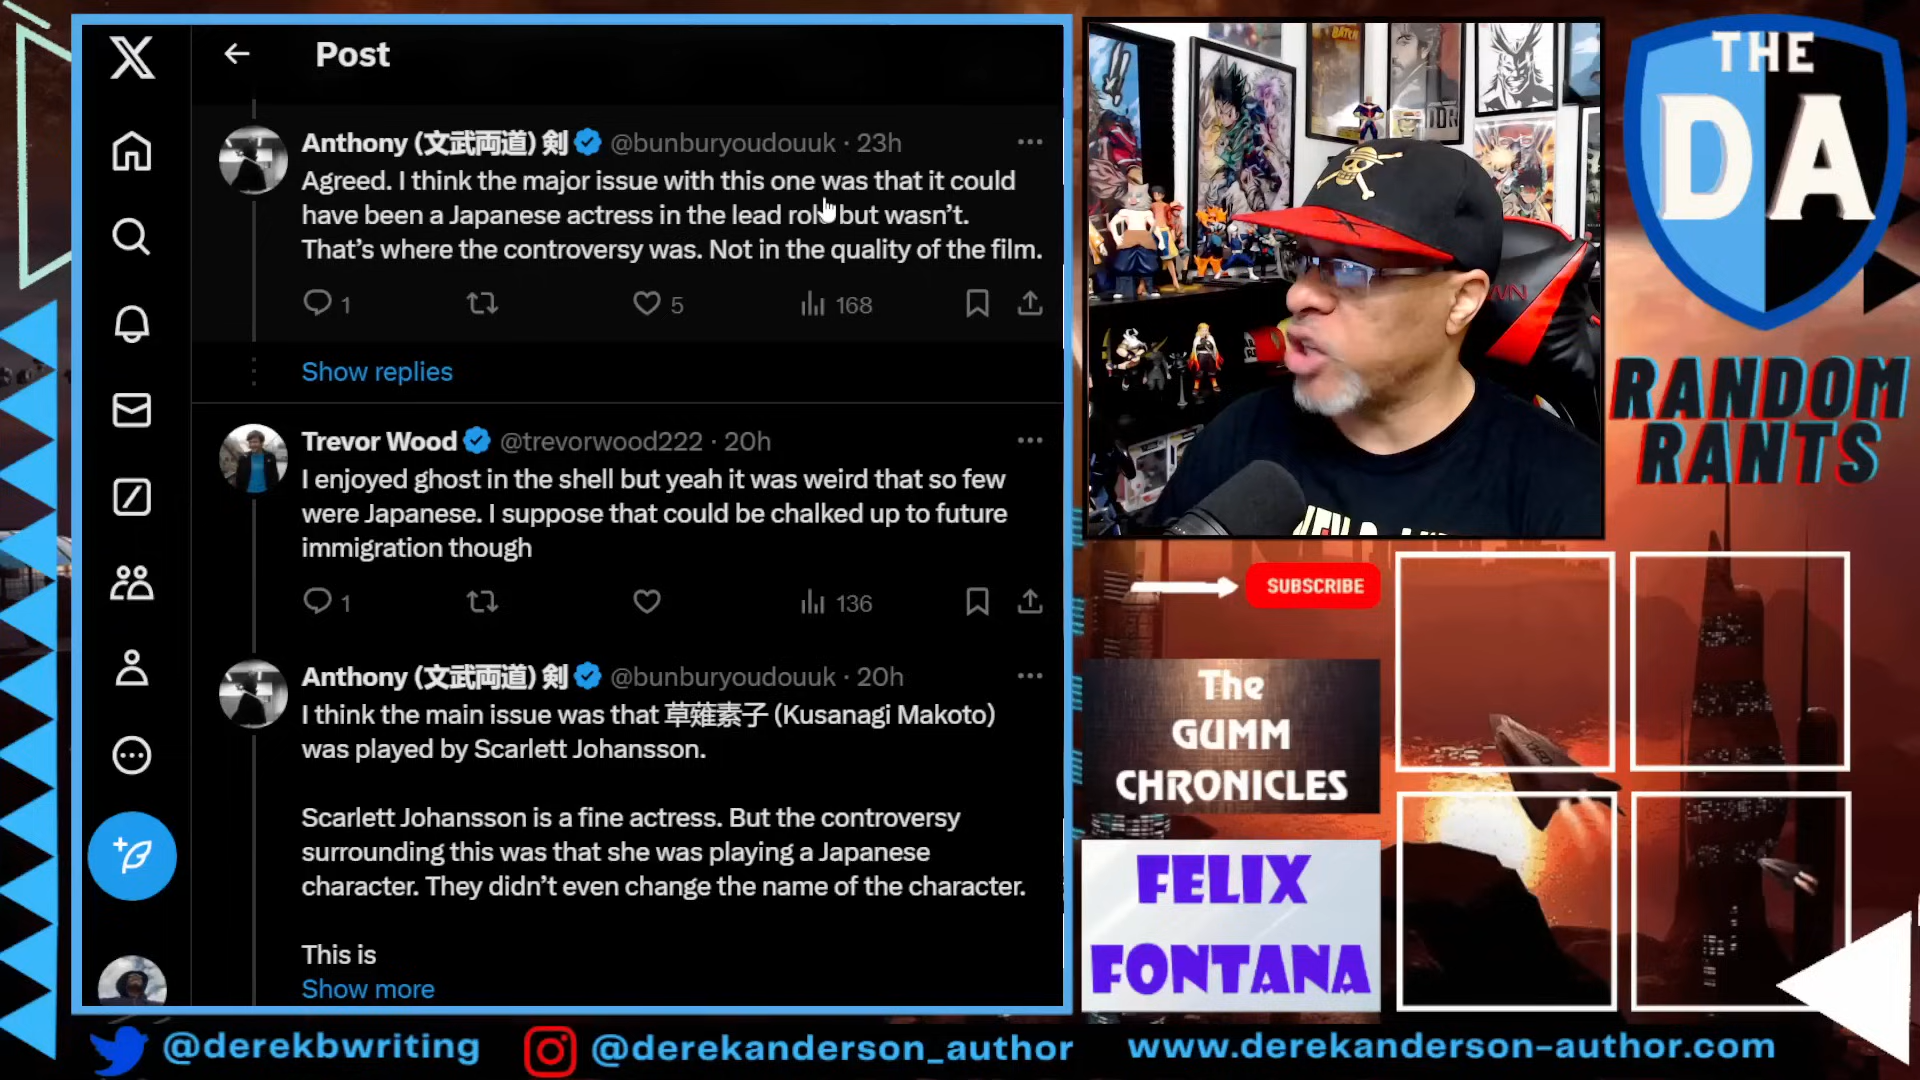 Post
Anthony (文武両道) 剣 @bunburyoudouuk · 23h
Agreed. I think the major issue with this one was that it could
have been a Japanese actress in the lead role but wasn't.
That's where the controversy was. Not in the quality of the film.
1 5 168
Show replies
Trevor Wood @trevorwood222 · 20h
I enjoyed ghost in the shell but yeah it was weird that so few
were Japanese. I suppose that could be chalked up to future
immigration though
1 136
Anthony (文武両道) 剣 @bunburyoudouuk · 20h
I think the main issue was that 草薙素子 (Kusanagi Makoto)
was played by Scarlett Johansson.
Scarlett Johansson is a fine actress. But the controversy
surrounding this was that she was playing a Japanese
character. They didn't even change the name of the character.
This is
Show more
THE
DA
RANDOM
RANTS
SUBSCRIBE
The
GUMM
CHRONICLES
FELIX
FONTANA
@derekbwriting
@derekanderson_author
www.derekanderson-author.com